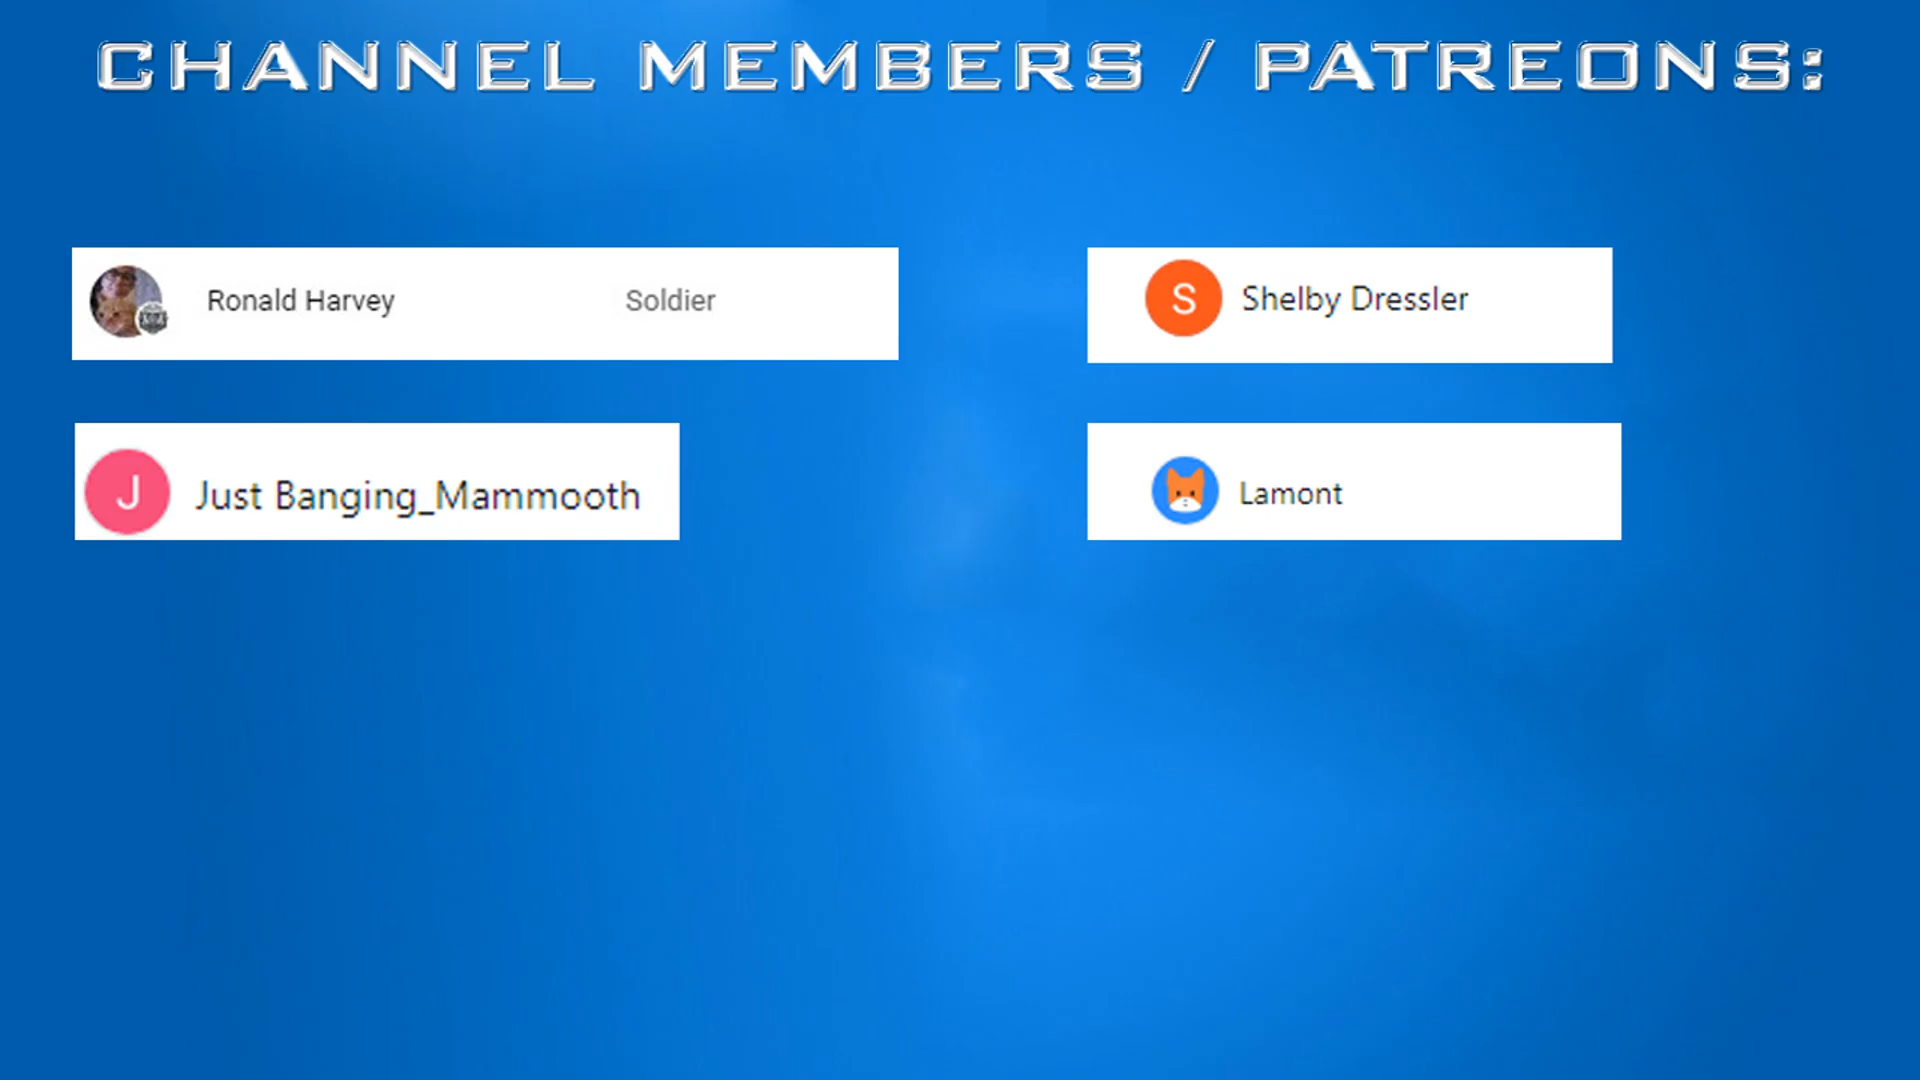 CHANNEL MEMBERS / PATREONS:
Ronald Harvey Soldier
J Just Banging_Mammooth
S Shelby Dressler
Lamont